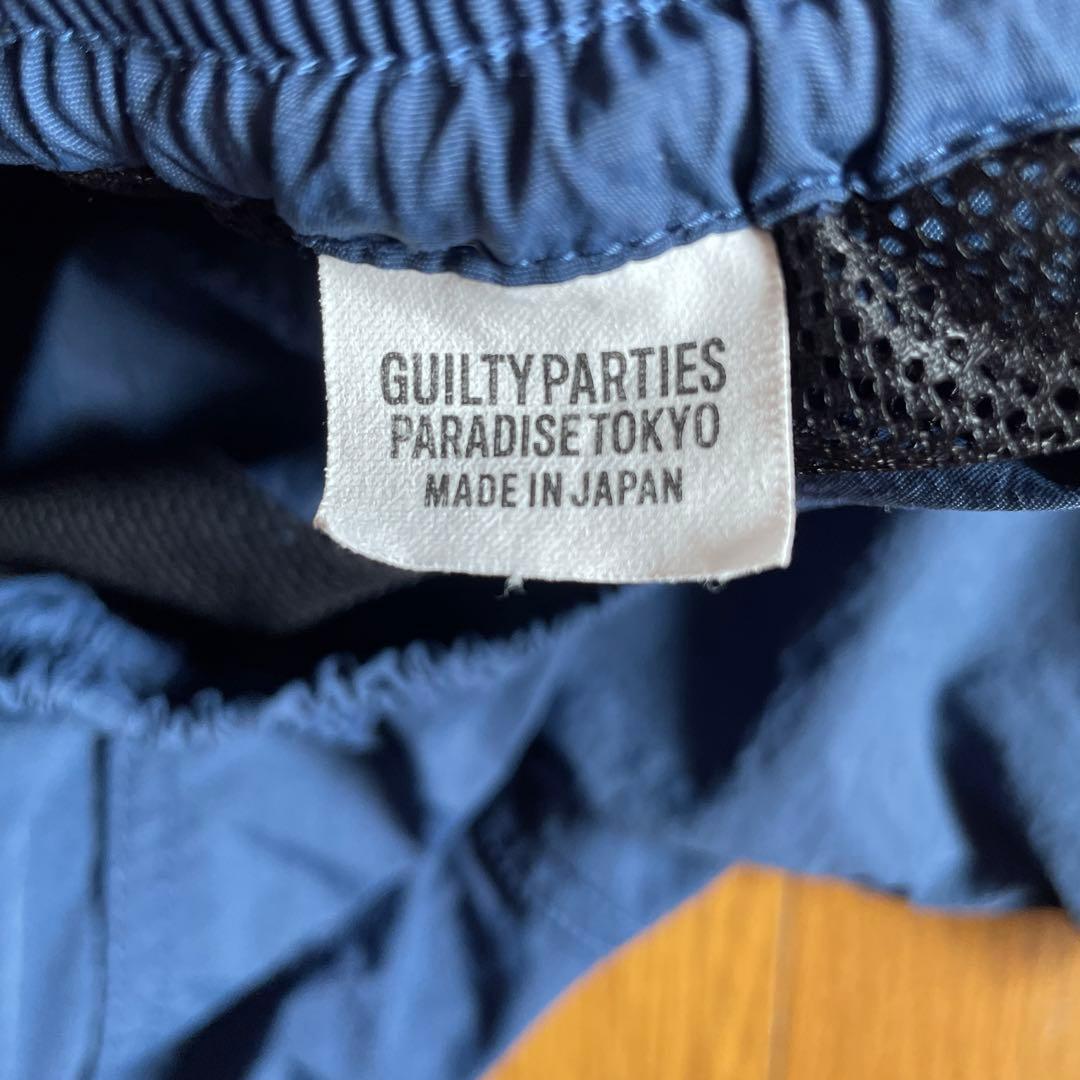 GUILTY PARTIES
PARADISE TOKYO
MADE IN JAPAN